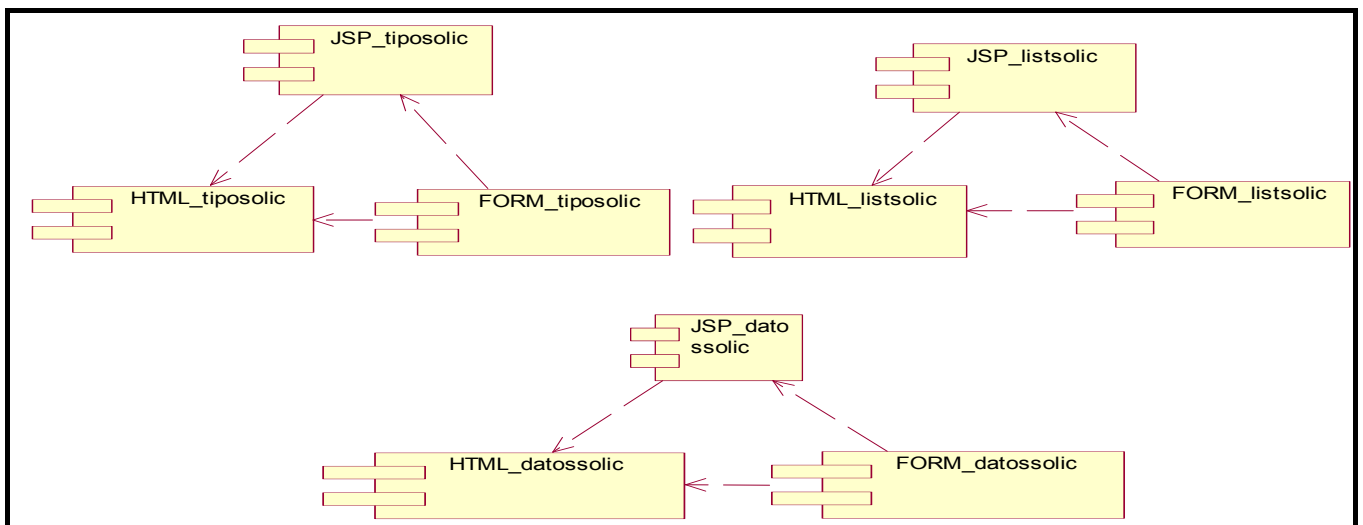 JSP_tiposolic
JSP_listsolic
HTML_tiposolic
FORM_tiposolic
HTML_listsolic
FORM_listsolic
JSP_dato
ssolic
HTML_datossolic
FORM_datossolic